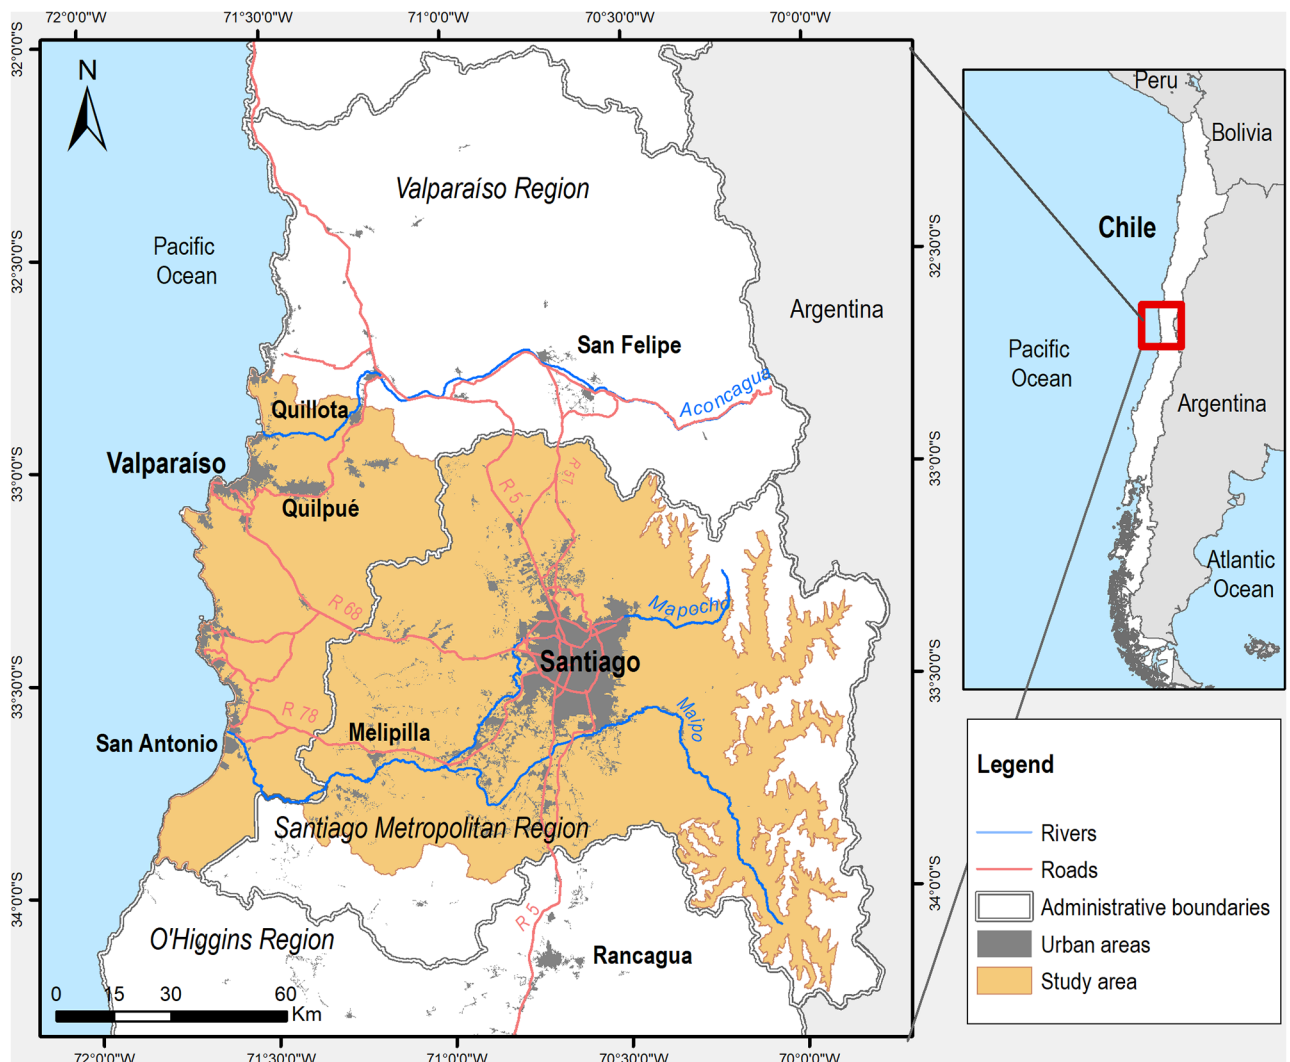 72°0'0"W
71°30'0"W
71°0'0"W
70°30'0"W
70°0'0"W
32°0'0"S
32°30'0"S
33°0'0"S
33°30'0"S
34°0'0"S
N
Valparaíso Region
Pacific
Ocean
Argentina
San Felipe
Aconcagua
Quillota
Valparaíso
Quilpué
R 5
R 57
R 68
Mapocho
Santiago
Maipo
R 78
Melipilla
San Antonio
Santiago Metropolitan Region
O'Higgins Region
R 5
Rancagua
0
15
30
60
Km
32°30'0"S
33°0'0"S
33°30'0"S
34°0'0"S
72°0'0"W
71°30'0"W
71°0'0"W
70°30'0"W
70°0'0"W
Peru
Bolivia
Chile
Pacific
Ocean
Argentina
Atlantic
Ocean
Legend
Rivers
Roads
Administrative boundaries
Urban areas
Study area